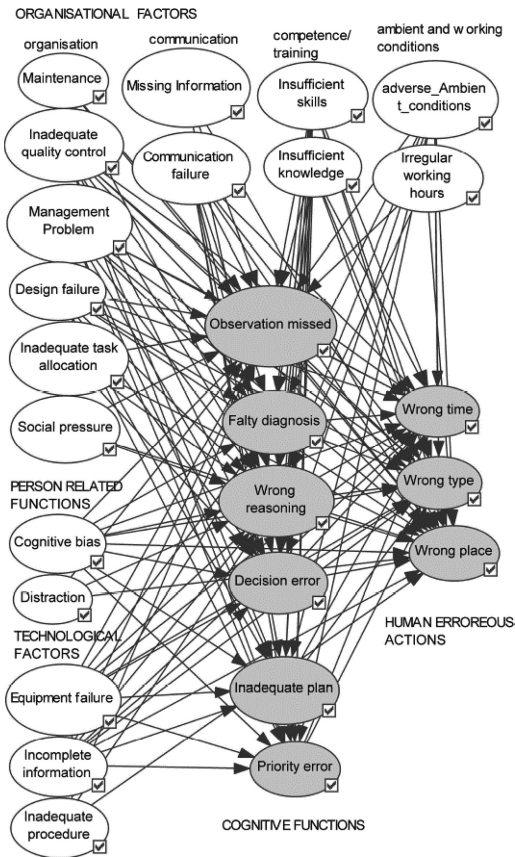 ORGANISATIONAL FACTORS
organisation
communication
competence/
training
ambient and working
conditions
Maintenance
Missing Information
Insufficient
skills
adverse_Ambien
t_conditions
Inadequate
quality control
Communication
failure
Insufficient
knowledge
Irregular
working
hours
Management
Problem
Design failure
Observation missed
Inadequate task
allocation
Social pressure
Falty diagnosis
Wrong time
PERSON RELATED
FUNCTIONS
Wrong
reasoning
Wrong type
Cognitive bias
Wrong place
Distraction
Decision error
TECHNOLOGICAL
FACTORS
HUMAN ERROREOUS
ACTIONS
Equipment failure
Inadequate plan
Incomplete
information
Priority error
Inadequate
procedure
COGNITIVE FUNCTIONS